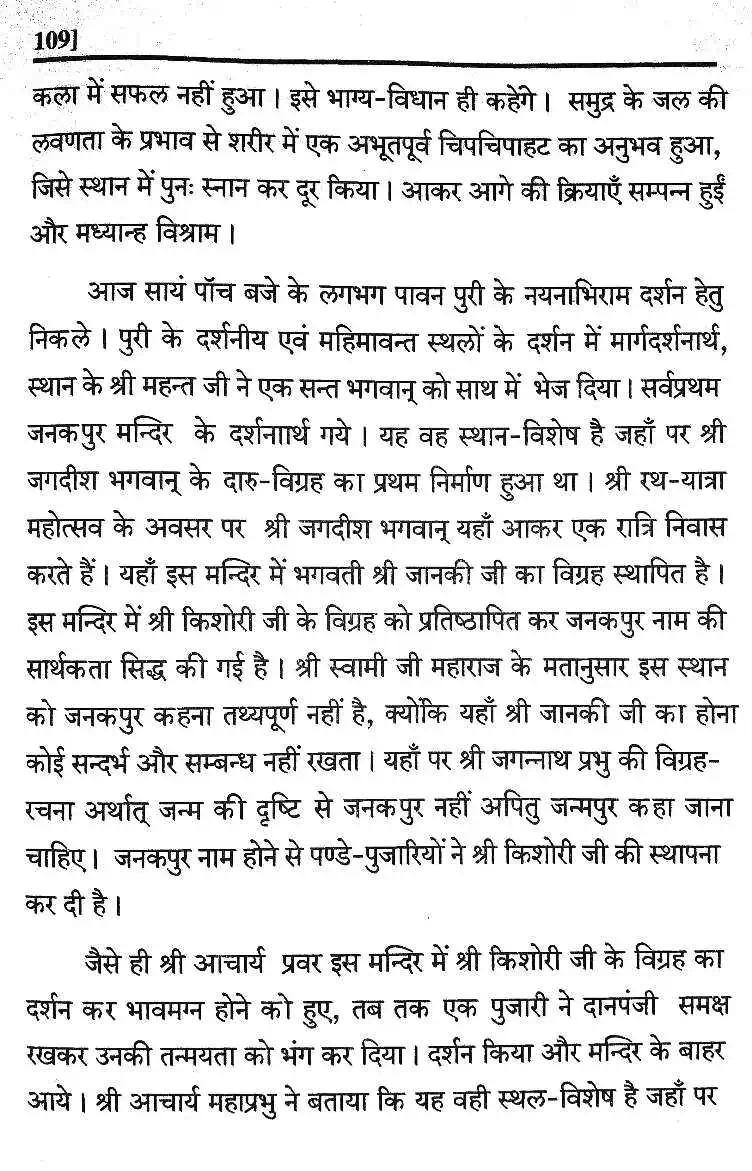 109]
कला में सफल नहीं हुआ । इसे भाग्य-विधान ही कहेंगे । समुद्र के जल की
लवणता के प्रभाव से शरीर में एक अभूतपूर्व चिपचिपाहट का अनुभव हुआ,
जिसे स्थान में पुनः स्नान कर दूर किया । आकर आगे की क्रियाएँ सम्पन्न हुईं
और मध्यान्ह विश्राम ।
आज सायं पॉच बजे के लगभग पावन पुरी के नयनाभिराम दर्शन हेतु
निकले । पुरी के दर्शनीय एवं महिमावन्त स्थलों के दर्शन में मार्गदर्शनार्थ,
स्थान के श्री महन्त जी ने एक सन्त भगवान् को साथ में भेज दिया । सर्वप्रथम
जनकपुर मन्दिर के दर्शनाार्थ गये । यह वह स्थान-विशेष है जहाँ पर श्री
जगदीश भगवान् के दारु-विग्रह का प्रथम निर्माण हुआ था । श्री रथ-यात्रा
महोत्सव के अवसर पर श्री जगदीश भगवान् यहाँ आकर एक रात्रि निवास
करते हैं । यहाँ इस मन्दिर में भगवती श्री जानकी जी का विग्रह स्थापित है ।
इस मन्दिर में श्री किशोरी जी के विग्रह को प्रतिष्ठापित कर जनकपुर नाम की
सार्थकता सिद्ध की गई है । श्री स्वामी जी महाराज के मतानुसार इस स्थान
को जनकपुर कहना तथ्यपूर्ण नहीं है, क्योंकि यहाँ श्री जानकी जी का होना
कोई सन्दर्भ और सम्बन्ध नहीं रखता । यहाँ पर श्री जगन्नाथ प्रभु की विग्रह-
रचना अर्थात् जन्म की दृष्टि से जनकपुर नहीं अपितु जन्मपुर कहा जाना
चाहिए । जनकपुर नाम होने से पण्डे-पुजारियों ने श्री किशोरी जी की स्थापना
कर दी है ।
जैसे ही श्री आचार्य प्रवर इस मन्दिर में श्री किशोरी जी के विग्रह का
दर्शन कर भावमग्न होने को हुए, तब तक एक पुजारी ने दानपंजी समक्ष
रखकर उनकी तन्मयता को भंग कर दिया । दर्शन किया और मन्दिर के बाहर
आये । श्री आचार्य महाप्रभु ने बताया कि यह वही स्थल-विशेष है जहाँ पर